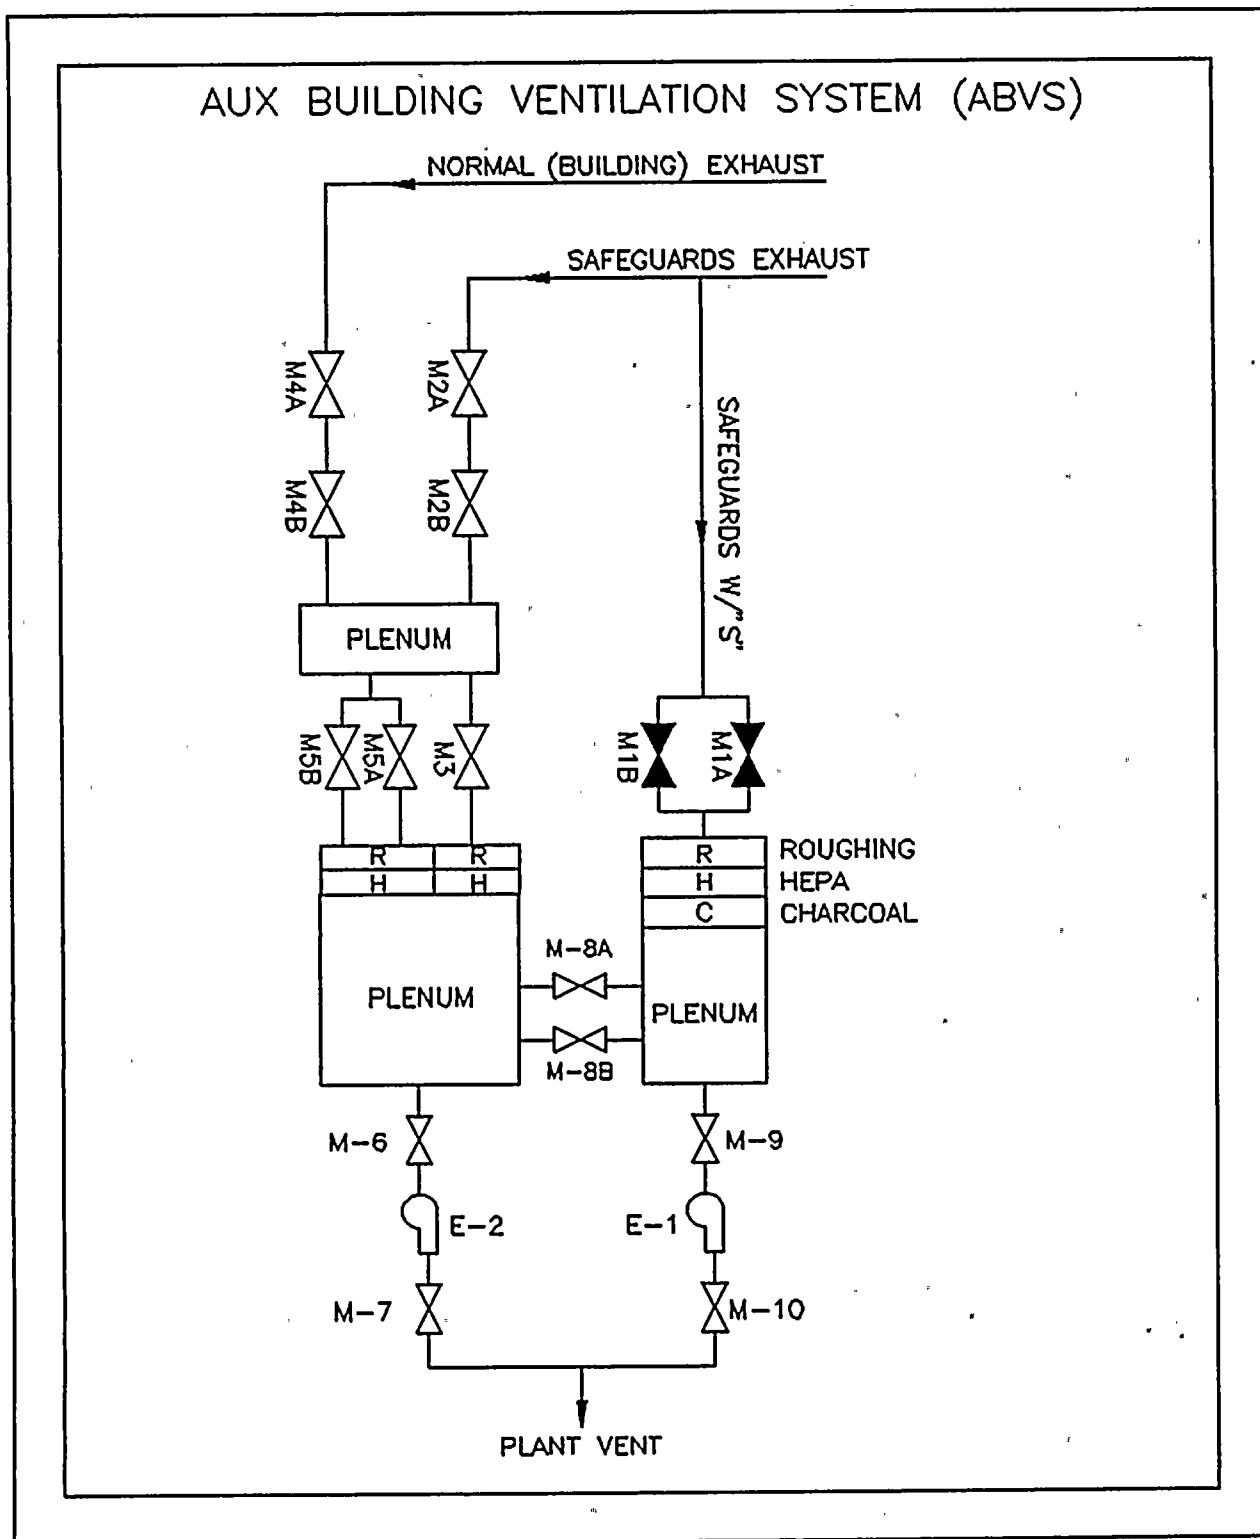 AUX BUILDING VENTILATION SYSTEM (ABVS)
NORMAL (BUILDING) EXHAUST
SAFEGUARDS EXHAUST
M4A
M2A
SAFEGUARDS W/"S"
M4B
M2B
PLENUM
M5B
M5A
M3
M1B
M1A
R
R
R
ROUGHING
H
H
H
HEPA
C
CHARCOAL
M-8A
PLENUM
PLENUM
M-8B
M-6
M-9
E-2
E-1
M-7
M-10
PLANT VENT